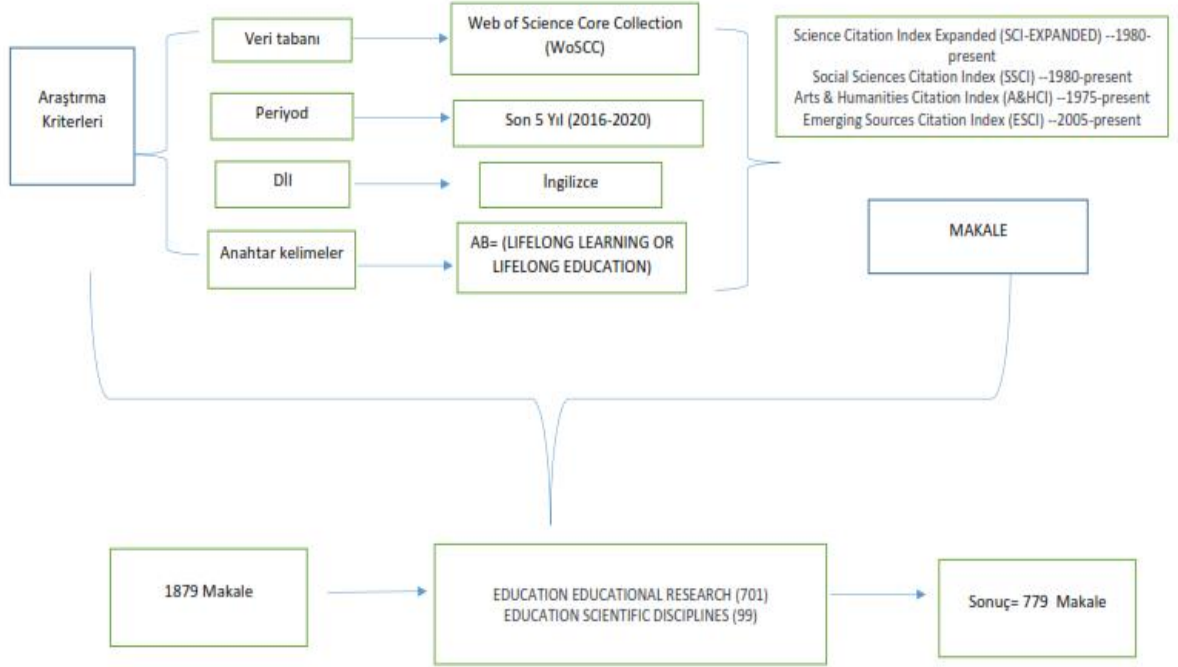 Araştırma
Kriterleri
Veri tabanı
Web of Science Core Collection
(WoSCC)
Periyod
Son 5 Yıl (2016-2020)
Dİl
İngilizce
Anahtar kelimeler
AB= (LIFELONG LEARNING OR
LIFELONG EDUCATION)
Science Citation Index Expanded (SCI-EXPANDED) --1980-
present
Social Sciences Citation Index (SSCI) --1980-present
Arts & Humanities Citation Index (A&HCI) --1975-present
Emerging Sources Citation Index (ESCI) --2005-present
MAKALE
1879 Makale
EDUCATION EDUCATIONAL RESEARCH (701)
EDUCATION SCIENTIFIC DISCIPLINES (99)
Sonuç= 779 Makale